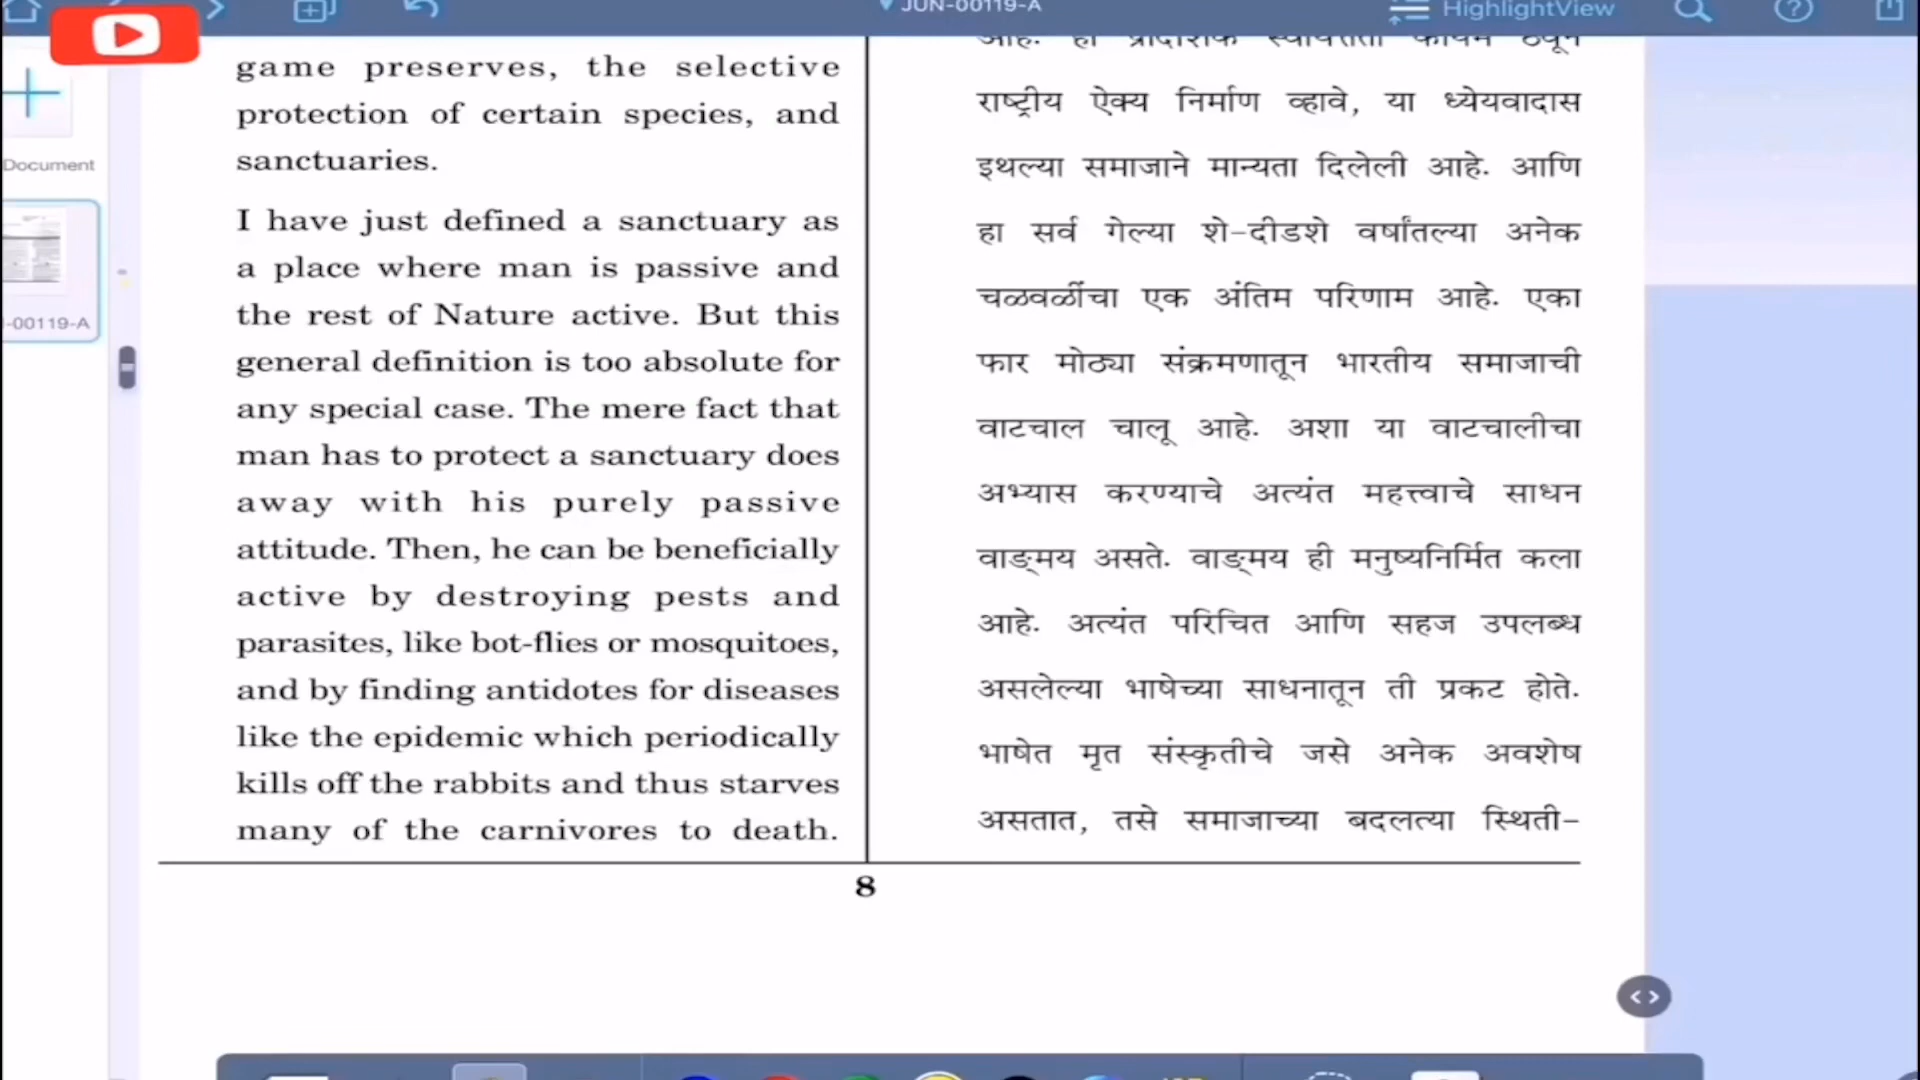 JUN-00119-A
HighlightView
Document
-00119-A
game preserves, the selective
protection of certain species, and
sanctuaries.
I have just defined a sanctuary as
a place where man is passive and
the rest of Nature active. But this
general definition is too absolute for
any special case. The mere fact that
man has to protect a sanctuary does
away with his purely passive
attitude. Then, he can be beneficially
active by destroying pests and
parasites, like bot-flies or mosquitoes,
and by finding antidotes for diseases
like the epidemic which periodically
kills off the rabbits and thus starves
many of the carnivores to death.
आहे. हा प्रादेशिक स्वायत्तता कायम ठेवून
राष्ट्रीय ऐक्य निर्माण व्हावे, या ध्येयवादास
इथल्या समाजाने मान्यता दिलेली आहे. आणि
हा सर्व गेल्या शे-दीडशे वर्षांतल्या अनेक
चळवळींचा एक अंतिम परिणाम आहे. एका
फार मोठ्या संक्रमणातून भारतीय समाजाची
वाटचाल चालू आहे. अशा या वाटचालीचा
अभ्यास करण्याचे अत्यंत महत्त्वाचे साधन
वाङ्‌मय असते. वाङ्‌मय ही मनुष्यनिर्मित कला
आहे. अत्यंत परिचित आणि सहज उपलब्ध
असलेल्या भाषेच्या साधनातून ती प्रकट होते.
भाषेत मृत संस्कृतीचे जसे अनेक अवशेष
असतात, तसे समाजाच्या बदलत्या स्थिती-
8